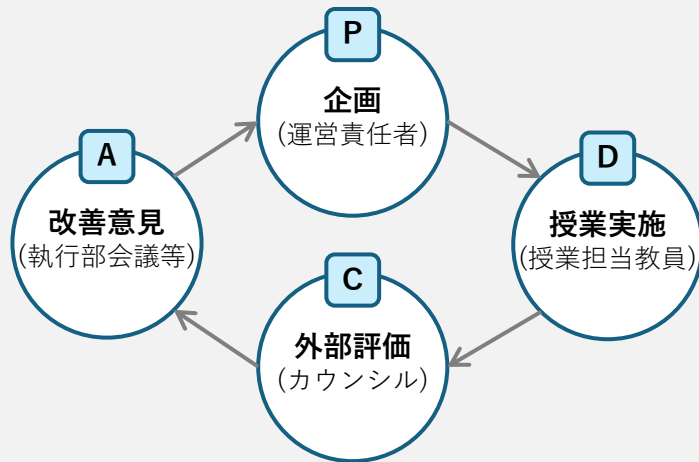 P
企画
(運営責任者)
D
授業実施
(授業担当教員)
C
外部評価
(カウンシル)
A
改善意見
(執行部会議等)